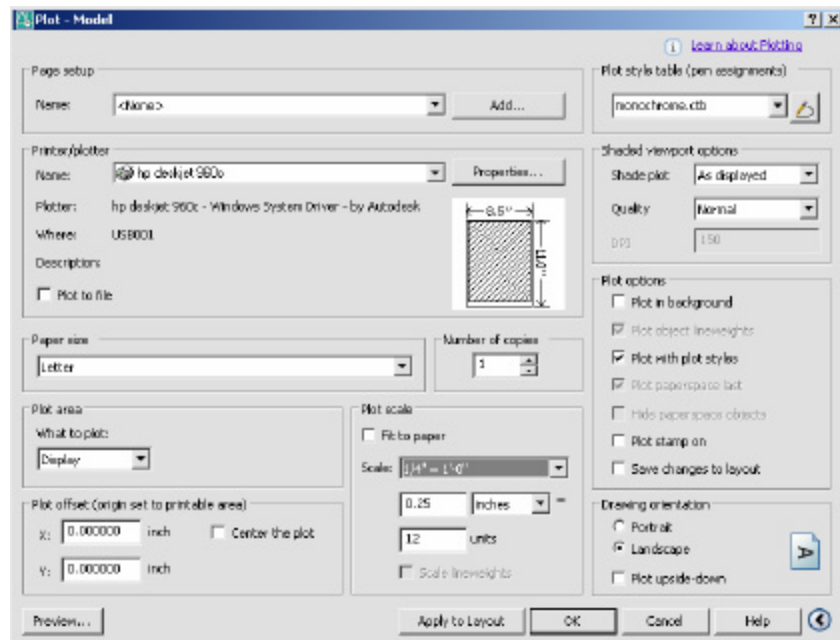 Plot - Model
Learn about Plotting
Page setup
Name:
<None>
Add...
Plot style table (pen assignments)
monochrome.ctb
Printer/plotter
Name:
hp deskjet 960c
Properties...
Plotter:
hp deskjet 960c - Windows System Driver - by Autodesk
Where:
USB001
Description:
Plot to file
8.5"
11.0"
Shaded viewport options
Shade plot
As displayed
Quality
Normal
DPI
150
Paper size
Letter
Number of copies
1
Plot options
Plot in background
Plot object lineweights
Plot with plot styles
Plot paperspace last
Hide paperspace objects
Plot stamp on
Save changes to layout
Plot area
What to plot:
Display
Plot scale
Fit to paper
Scale:
1/4" = 1'-0"
0.25
inches
=
12
units
Scale lineweights
Plot offset (origin set to printable area)
X:
0.000000
inch
Center the plot
Y:
0.000000
inch
Drawing orientation
Portrait
Landscape
Plot upside-down
A
Preview...
Apply to Layout
OK
Cancel
Help